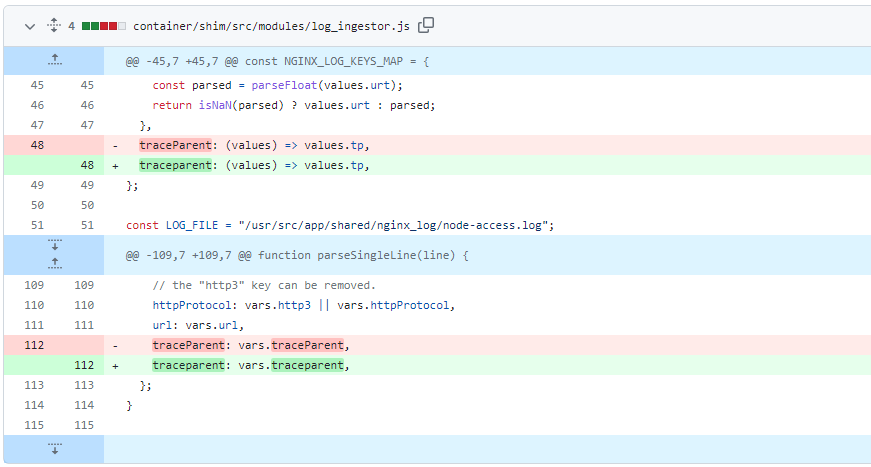 4 container/shim/src/modules/log_ingestor.js
@@ -45,7 +45,7 @@ const NGINX_LOG_KEYS_MAP = {
45 45 const parsed = parseFloat(values.urt);
46 46 return isNaN(parsed) ? values.urt : parsed;
47 47 },
48 - traceParent: (values) => values.tp,
48 + traceparent: (values) => values.tp,
49 49 };
50 50
51 51 const LOG_FILE = "/usr/src/app/shared/nginx_log/node-access.log";
@@ -109,7 +109,7 @@ function parseSingleLine(line) {
109 109 // the "http3" key can be removed.
110 110 httpProtocol: vars.http3 || vars.httpProtocol,
111 111 url: vars.url,
112 - traceParent: vars.traceParent,
112 + traceparent: vars.traceparent,
113 113 };
114 114 }
115 115